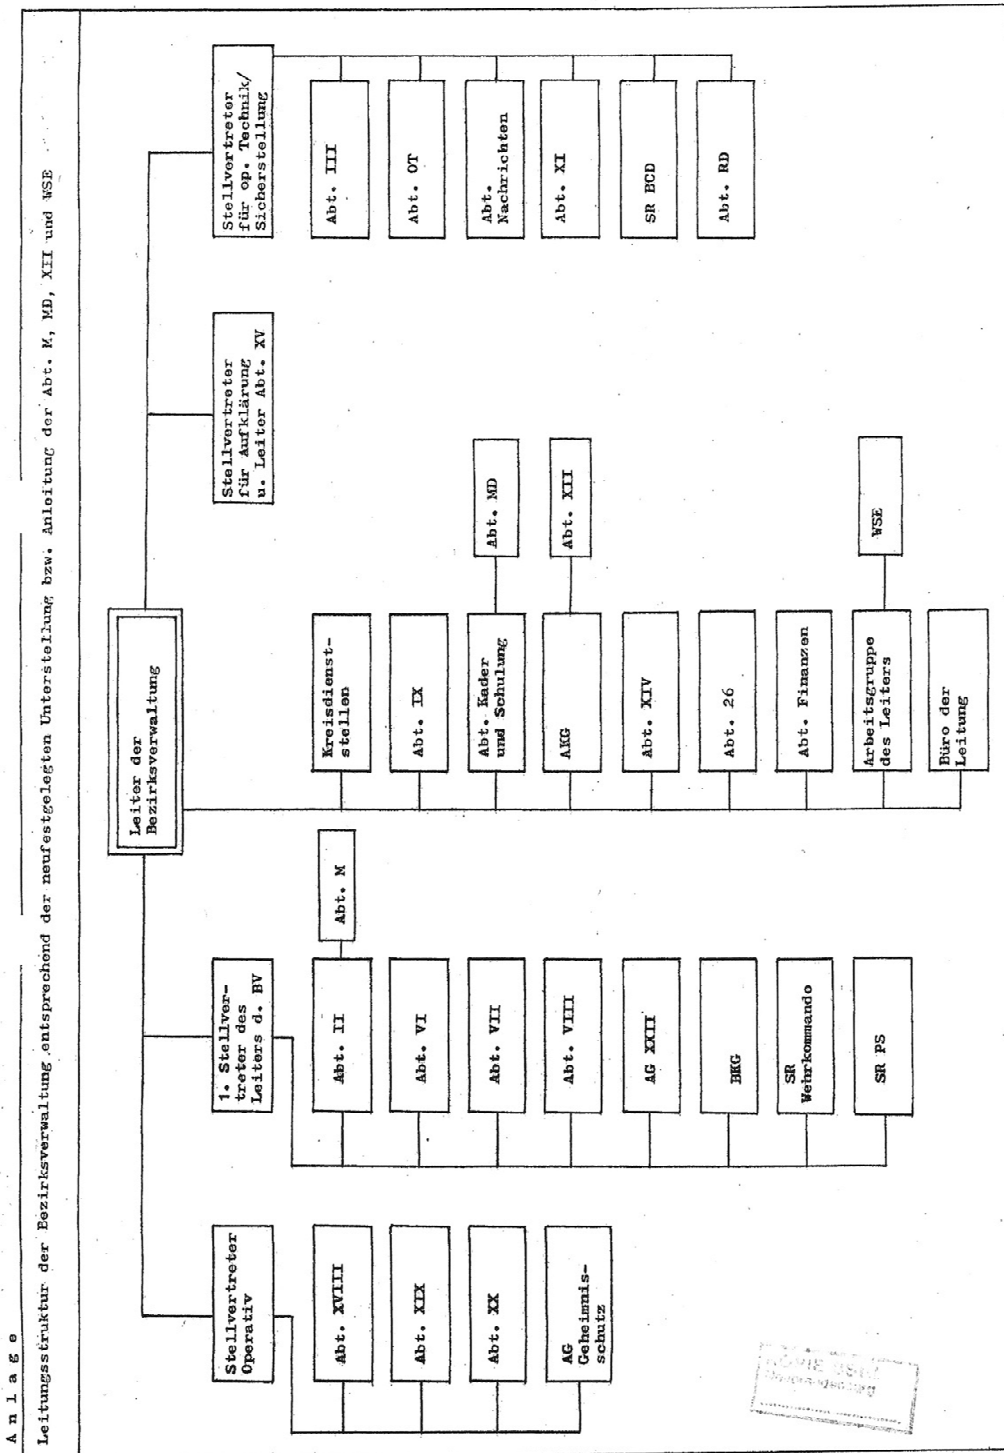 A n l a g e
Leitungsstruktur der Bezirksverwaltung entsprechend der neufestgelegten Unterstellung bzw. Anleitung der Abt. M, MD, XII und WSE
Leiter der
Bezirksverwaltung
Stellvertreter
Operativ
Abt. XVIII
Abt. XIX
Abt. XX
AG
Geheimnis-
schutz
1. Stellver-
treter des
Leiters d. BV
Abt. II
Abt. M
Abt. VI
Abt. VII
Abt. VIII
AG XXII
BKG
SR
Wehrkommando
SR PS
Kreisdienst-
stellen
Abt. IX
Abt. Kader
und Schulung
Abt. MD
AKG
Abt. XII
Abt. XIV
Abt. 26
Abt. Finanzen
Arbeitsgruppe
des Leiters
WSE
Büro der
Leitung
Stellvertreter
für Aufklärung
u. Leiter Abt. XV
Stellvertreter
für op. Technik/
Sicherstellung
Abt. III
Abt. OT
Abt.
Nachrichten
Abt. XI
SR BCD
Abt. RD